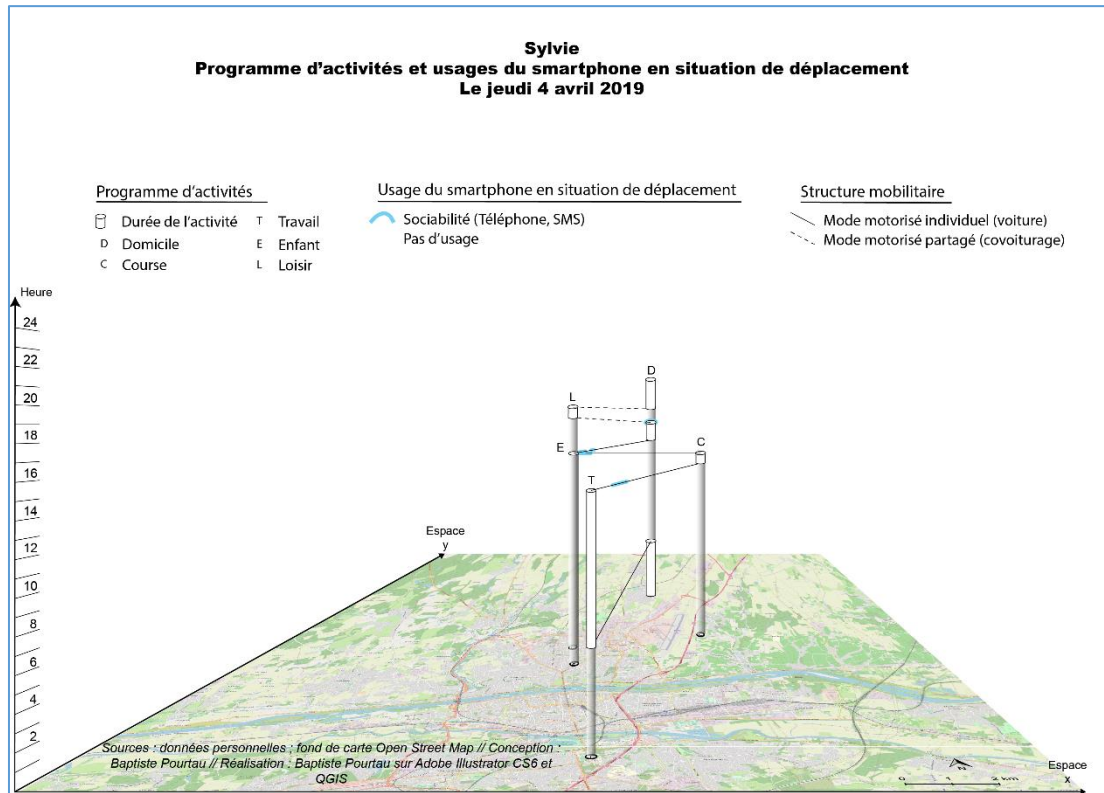 Sylvie
Programme d'activités et usages du smartphone en situation de déplacement
Le jeudi 4 avril 2019
Programme d'activités
Durée de l'activité
T Travail
D Domicile
E Enfant
C Course
L Loisir
Usage du smartphone en situation de déplacement
Sociabilité (Téléphone, SMS)
Pas d'usage
Structure mobilitaire
Mode motorisé individuel (voiture)
Mode motorisé partagé (covoiturage)
Heure
24
22
20
18
16
14
12
10
8
6
4
2
D
L
E
C
T
Espace
y
Sources : données personnelles ; fond de carte Open Street Map // Conception :
Baptiste Pourtau // Réalisation : Baptiste Pourtau sur Adobe Illustrator CS6 et
QGIS
N
0 1 2 km
Espace
x